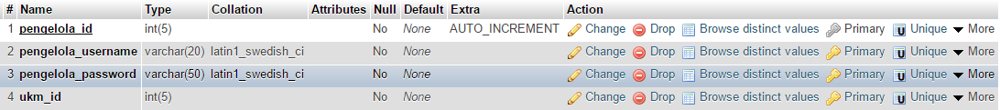 # Name Type Collation Attributes Null Default Extra Action
1 pengelola_id int(5) No None AUTO_INCREMENT Change Drop Browse distinct values Primary Unique More
2 pengelola_username varchar(20) latin1_swedish_ci No None Change Drop Browse distinct values Primary Unique More
3 pengelola_password varchar(50) latin1_swedish_ci No None Change Drop Browse distinct values Primary Unique More
4 ukm_id int(5) No None Change Drop Browse distinct values Primary Unique More